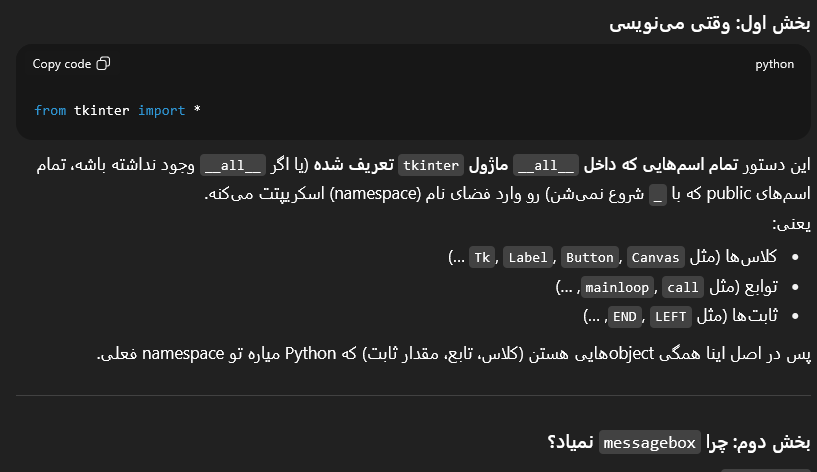 بخش اول: وقتی می‌نویسی
Copy code
python
from tkinter import *
این دستور تمام اسم‌هایی که داخل __all__ ماژول tkinter تعریف شده (یا اگر __all__ وجود نداشته باشه، تمام
اسم‌های public که با _ شروع نمی‌شن) رو وارد فضای نام (namespace) اسکریپتت می‌کنه.
یعنی:
کلاس‌ها (مثل Tk, Label, Button, Canvas ...)
توابع (مثل mainloop, call, ...)
ثابت‌ها (مثل END, LEFT, ...)
پس در اصل اینا همگی objectهایی هستن (کلاس، تابع، مقدار ثابت) که Python میاره تو namespace فعلی.
بخش دوم: چرا messagebox نمیاد؟